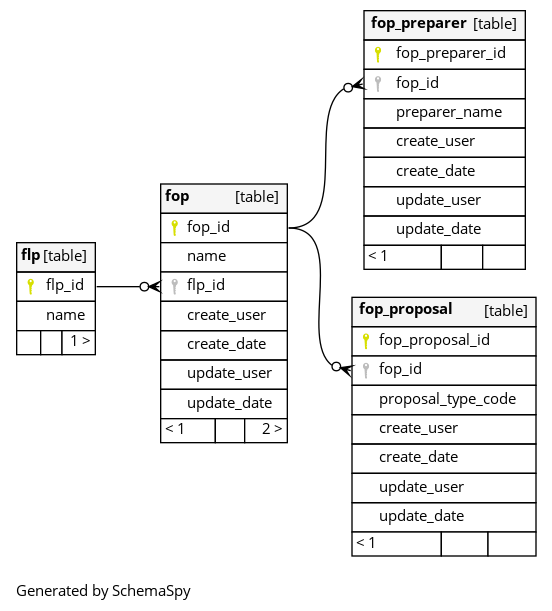 flp [table]
flp_id
name
1 >
fop [table]
fop_id
name
flp_id
create_user
create_date
update_user
update_date
< 1 2 >
fop_preparer [table]
fop_preparer_id
fop_id
preparer_name
create_user
create_date
update_user
update_date
< 1
fop_proposal [table]
fop_proposal_id
fop_id
proposal_type_code
create_user
create_date
update_user
update_date
< 1
Generated by SchemaSpy